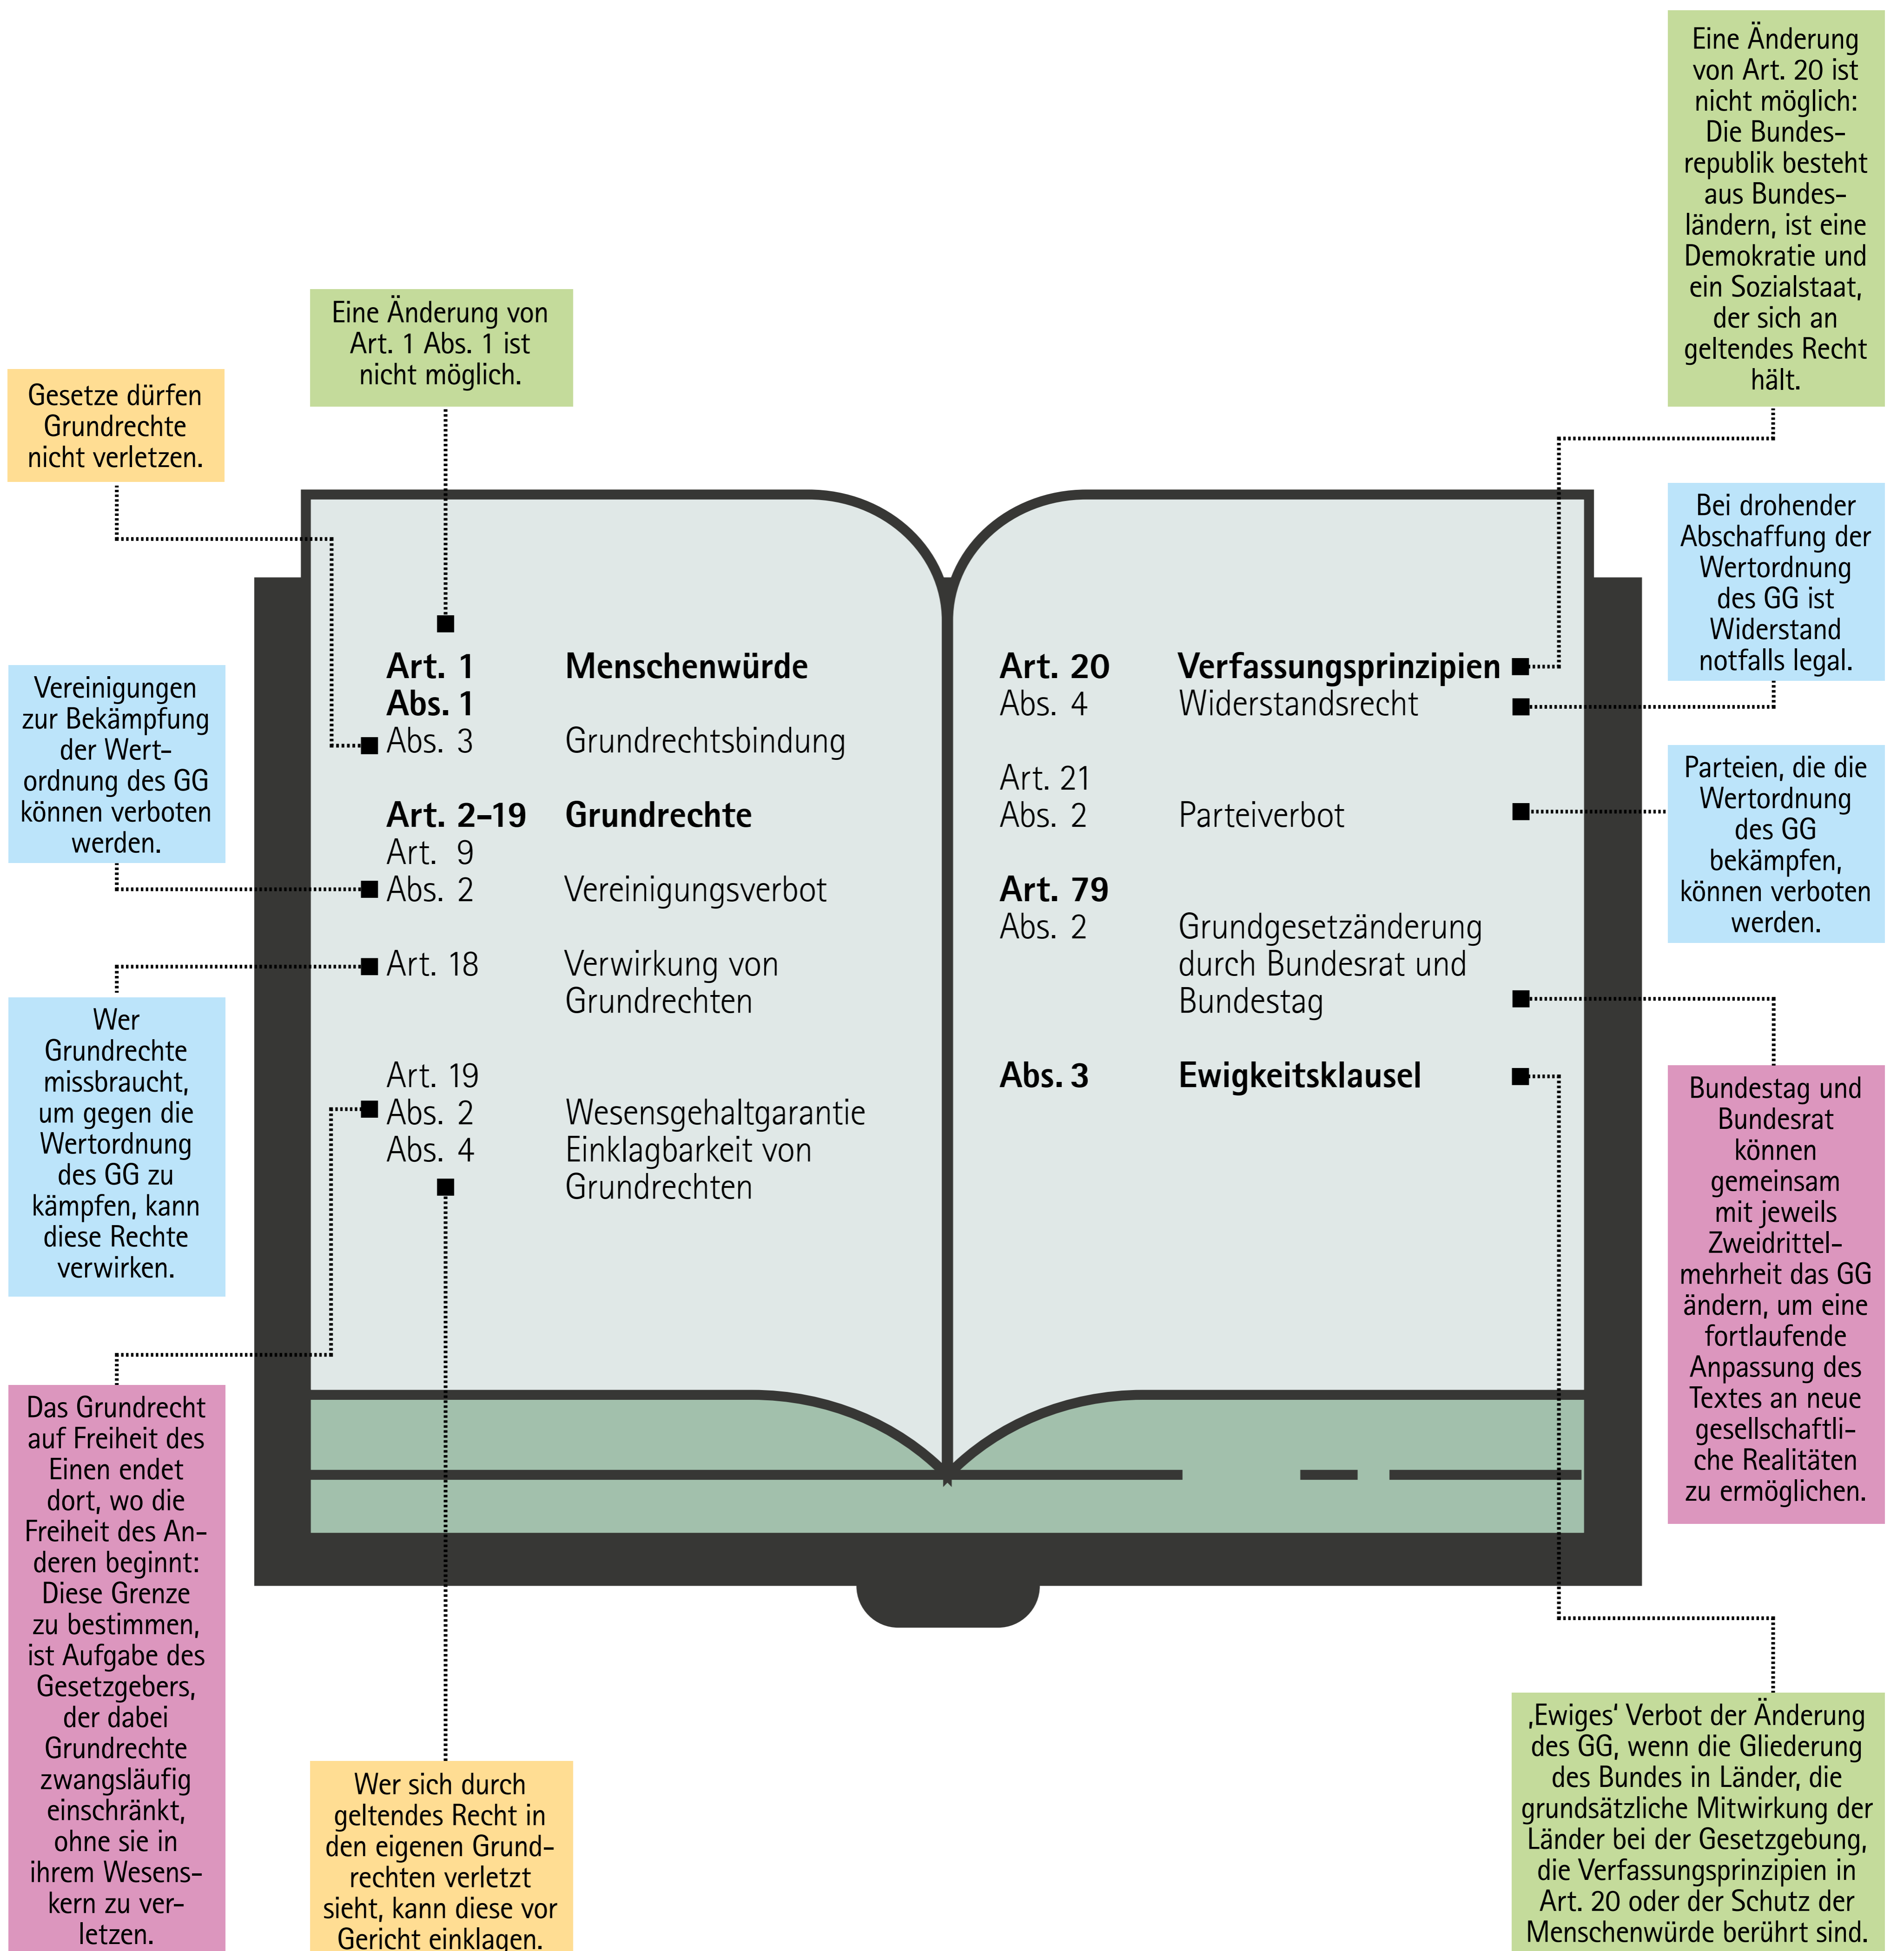 Eine Änderung
von Art. 20 ist
nicht möglich:
Die Bundes-
republik besteht
aus Bundes-
ländern, ist eine
Demokratie und
ein Sozialstaat,
der sich an
geltendes Recht
hält.
Eine Änderung von
Art. 1 Abs. 1 ist
nicht möglich.
Gesetze dürfen
Grundrechte
nicht verletzen.
Bei drohender
Abschaffung der
Wertordnung
des GG ist
Widerstand
notfalls legal.
Vereinigungen
zur Bekämpfung
der Wert-
ordnung des GG
können verboten
werden.
Wer
Grundrechte
missbraucht,
um gegen die
Wertordnung
des GG zu
kämpfen, kann
diese Rechte
verwirken.
Das Grundrecht
auf Freiheit des
Einen endet
dort, wo die
Freiheit des An-
deren beginnt:
Diese Grenze
zu bestimmen,
ist Aufgabe des
Gesetzgebers,
der dabei
Grundrechte
zwangsläufig
einschränkt,
ohne sie in
ihrem Wesens-
kern zu ver-
letzen.
Art. 1 Menschenwürde
Abs. 1
Abs. 3 Grundrechtsbindung
Art. 2-19 Grundrechte
Art. 9
Abs. 2 Vereinigungsverbot
Art. 18 Verwirkung von
Grundrechten
Art. 19
Abs. 2 Wesensgehaltgarantie
Abs. 4 Einklagbarkeit von
Grundrechten
Art. 20 Verfassungsprinzipien
Abs. 4 Widerstandsrecht
Art. 21
Abs. 2 Parteiverbot
Art. 79
Abs. 2 Grundgesetzänderung
durch Bundesrat und
Bundestag
Abs. 3 Ewigkeitsklausel
Parteien, die die
Wertordnung
des GG
bekämpfen,
können verboten
werden.
Bundestag und
Bundesrat
können
gemeinsam
mit jeweils
Zweidrittel-
mehrheit das GG
ändern, um eine
fortlaufende
Anpassung des
Textes an neue
gesellschaftli-
che Realitäten
zu ermöglichen.
Wer sich durch
geltendes Recht in
den eigenen Grund-
rechten verletzt
sieht, kann diese vor
Gericht einklagen.
‚Ewiges‘ Verbot der Änderung
des GG, wenn die Gliederung
des Bundes in Länder, die
grundsätzliche Mitwirkung der
Länder bei der Gesetzgebung,
die Verfassungsprinzipien in
Art. 20 oder der Schutz der
Menschenwürde berührt sind.